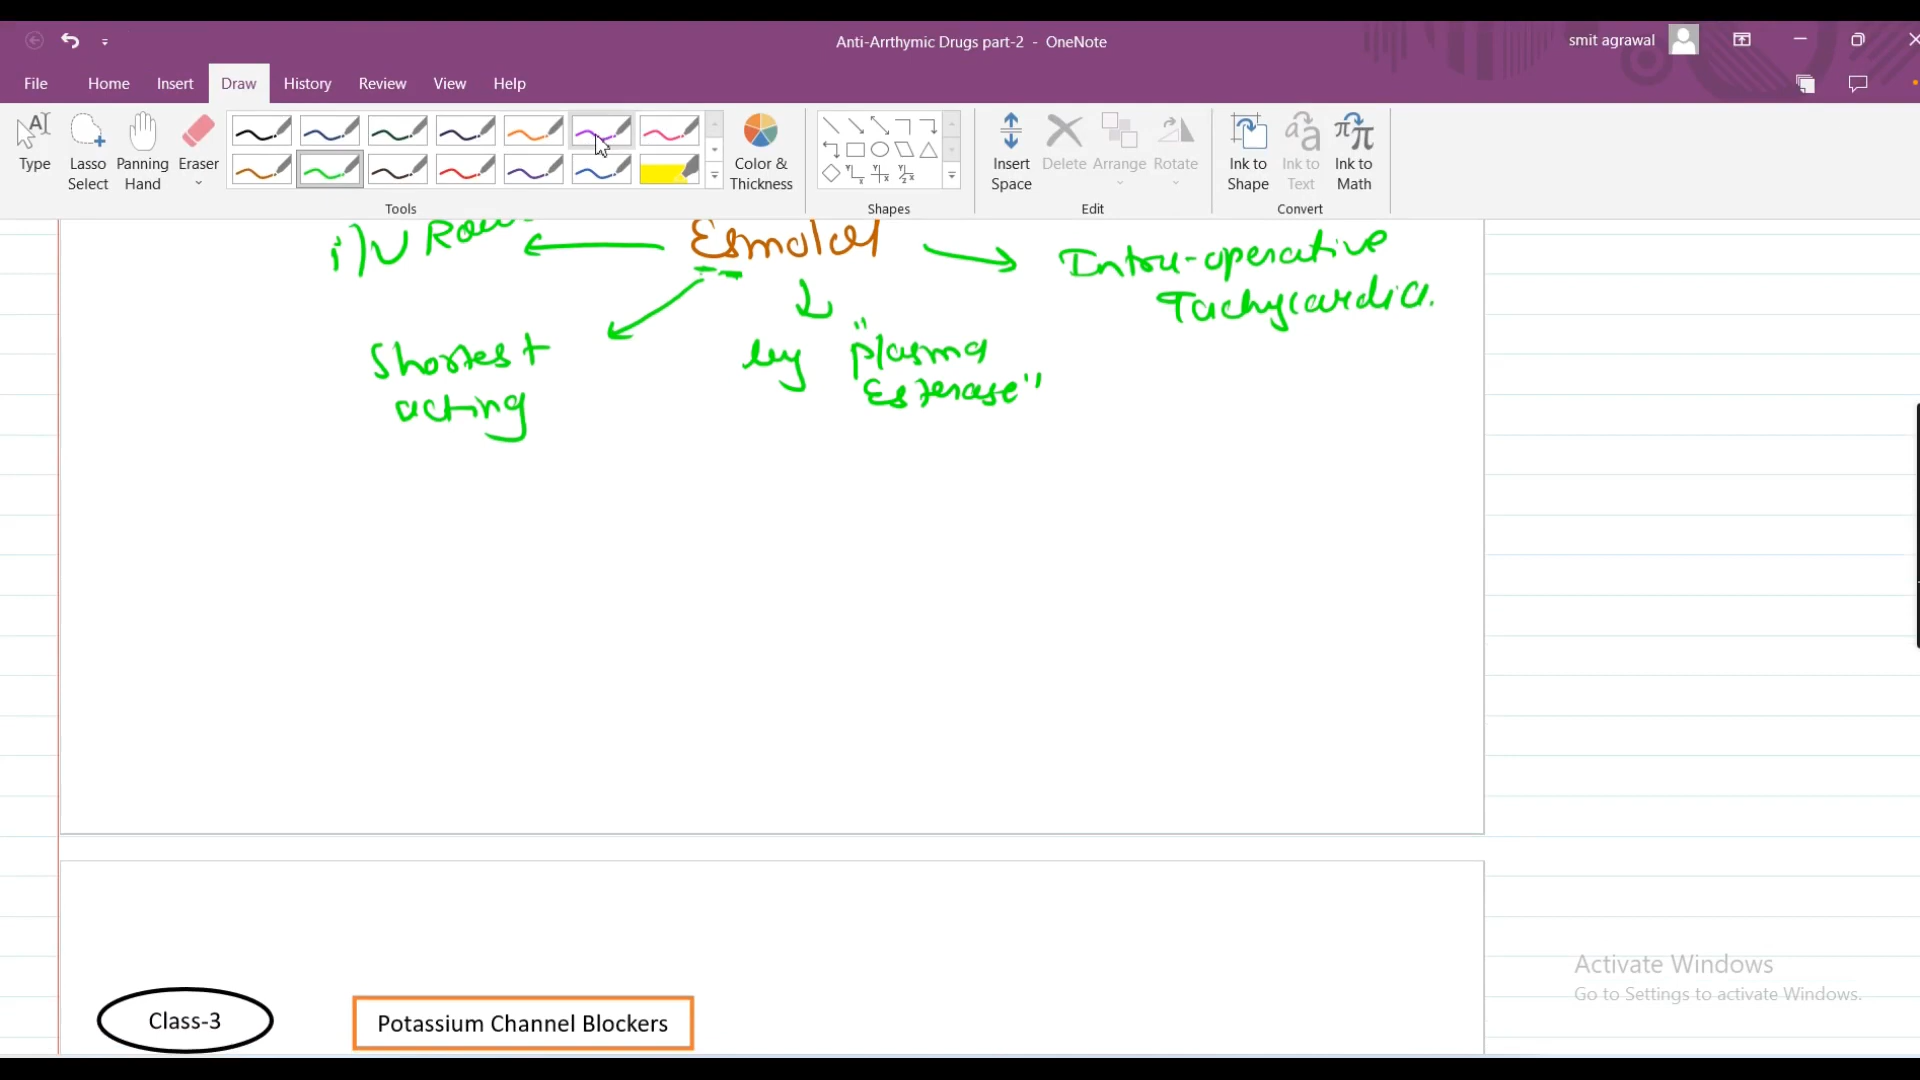 Anti-Arrthymic Drugs part-2 - OneNote
smit agrawal
File Home Insert Draw History Review View Help
Type
Lasso Select
Panning Hand
Eraser
Color & Thickness
Insert Space
Delete
Arrange
Rotate
Ink to Shape
Ink to Text
Ink to Math
Tools Shapes Edit Convert
i)V
Esmolol
Intra-operative
Tachycardia.
Shortest
acting
by "plasma
Esterase"
Class-3
Potassium Channel Blockers
Activate Windows
Go to Settings to activate Windows.